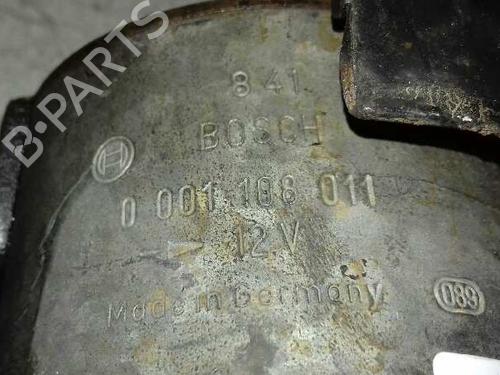 B-PARTS
841
BOSCH
0 001 108 011
12V
Made in Germany
089